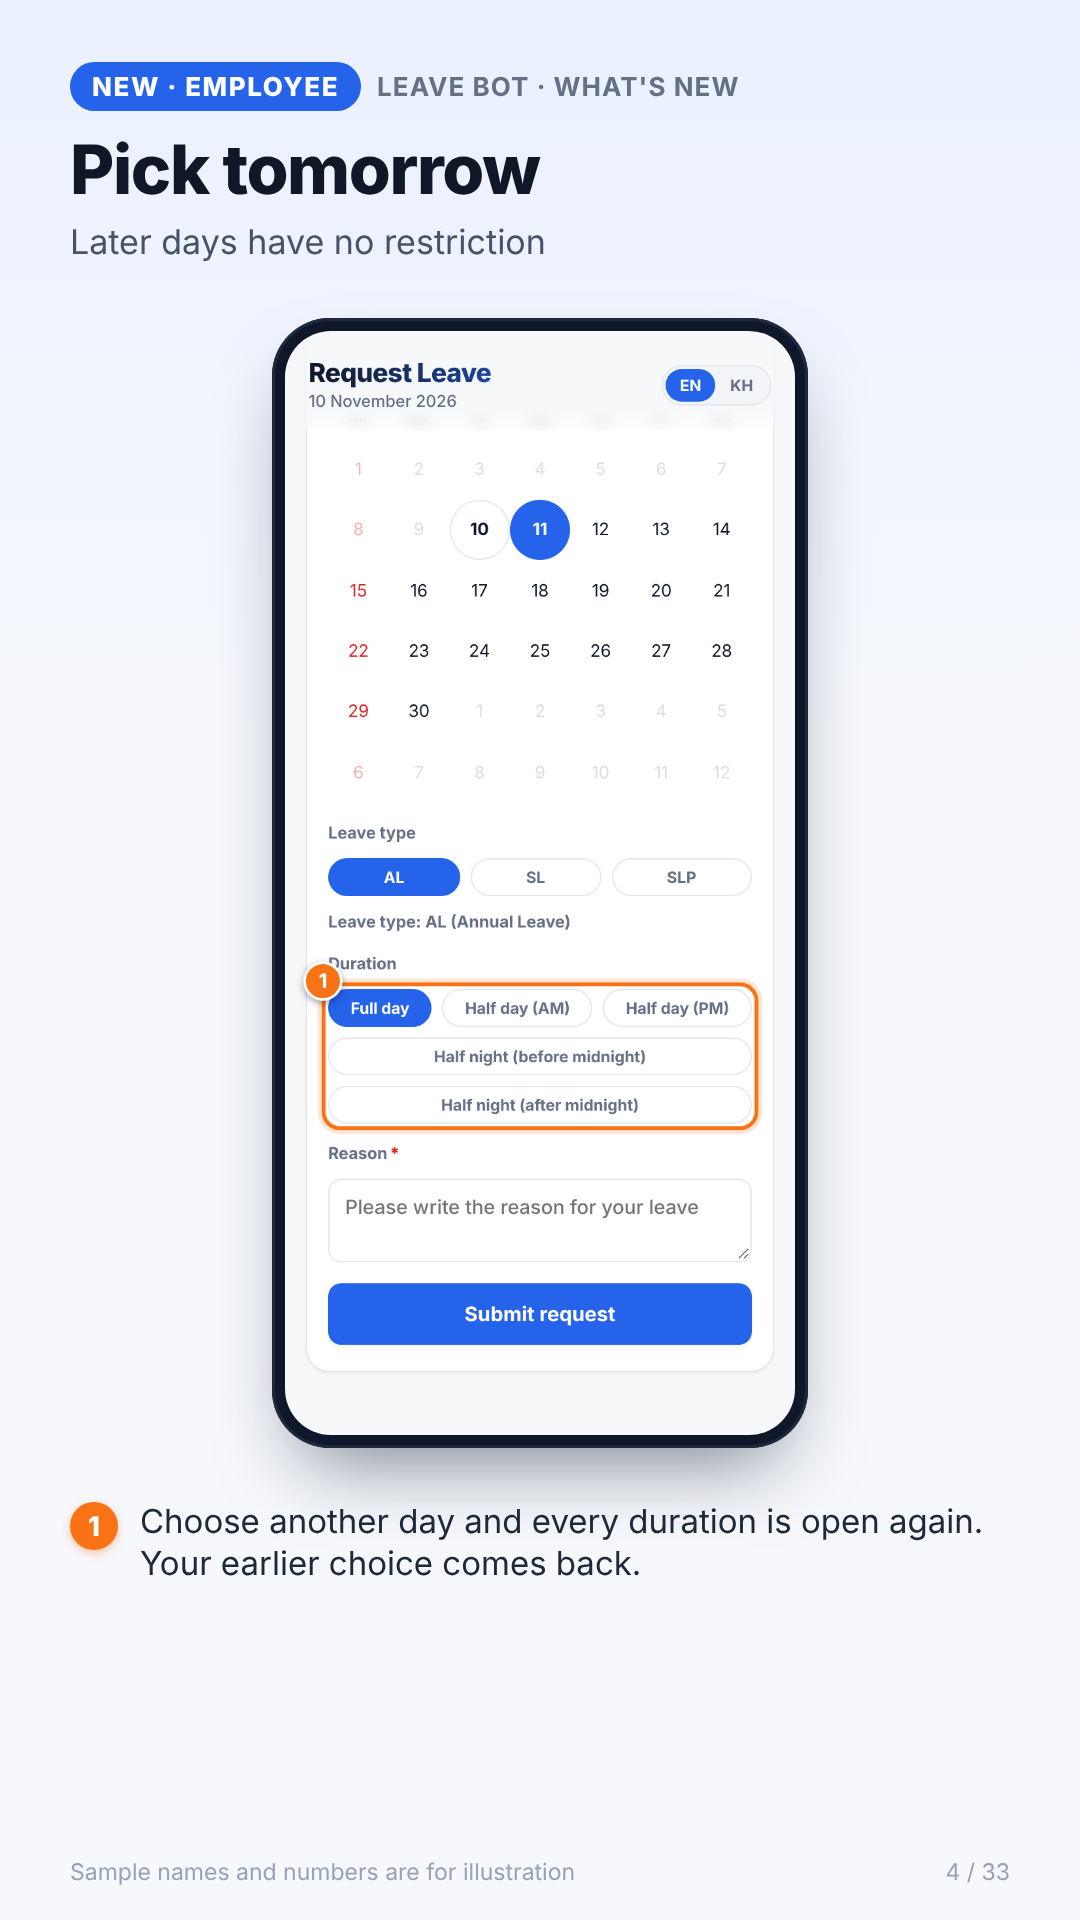 NEW · EMPLOYEE LEAVE BOT · WHAT'S NEW
Pick tomorrow
Later days have no restriction
Request Leave
EN KH
10 November 2026
1 2 3 4 5 6 7
8 9 10 11 12 13 14
15 16 17 18 19 20 21
22 23 24 25 26 27 28
29 30 1 2 3 4 5
6 7 8 9 10 11 12
Leave type
AL SL SLP
Leave type: AL (Annual Leave)
Duration
1
Full day Half day (AM) Half day (PM)
Half night (before midnight)
Half night (after midnight)
Reason *
Please write the reason for your leave
Submit request
1 Choose another day and every duration is open again.
Your earlier choice comes back.
Sample names and numbers are for illustration 4 / 33